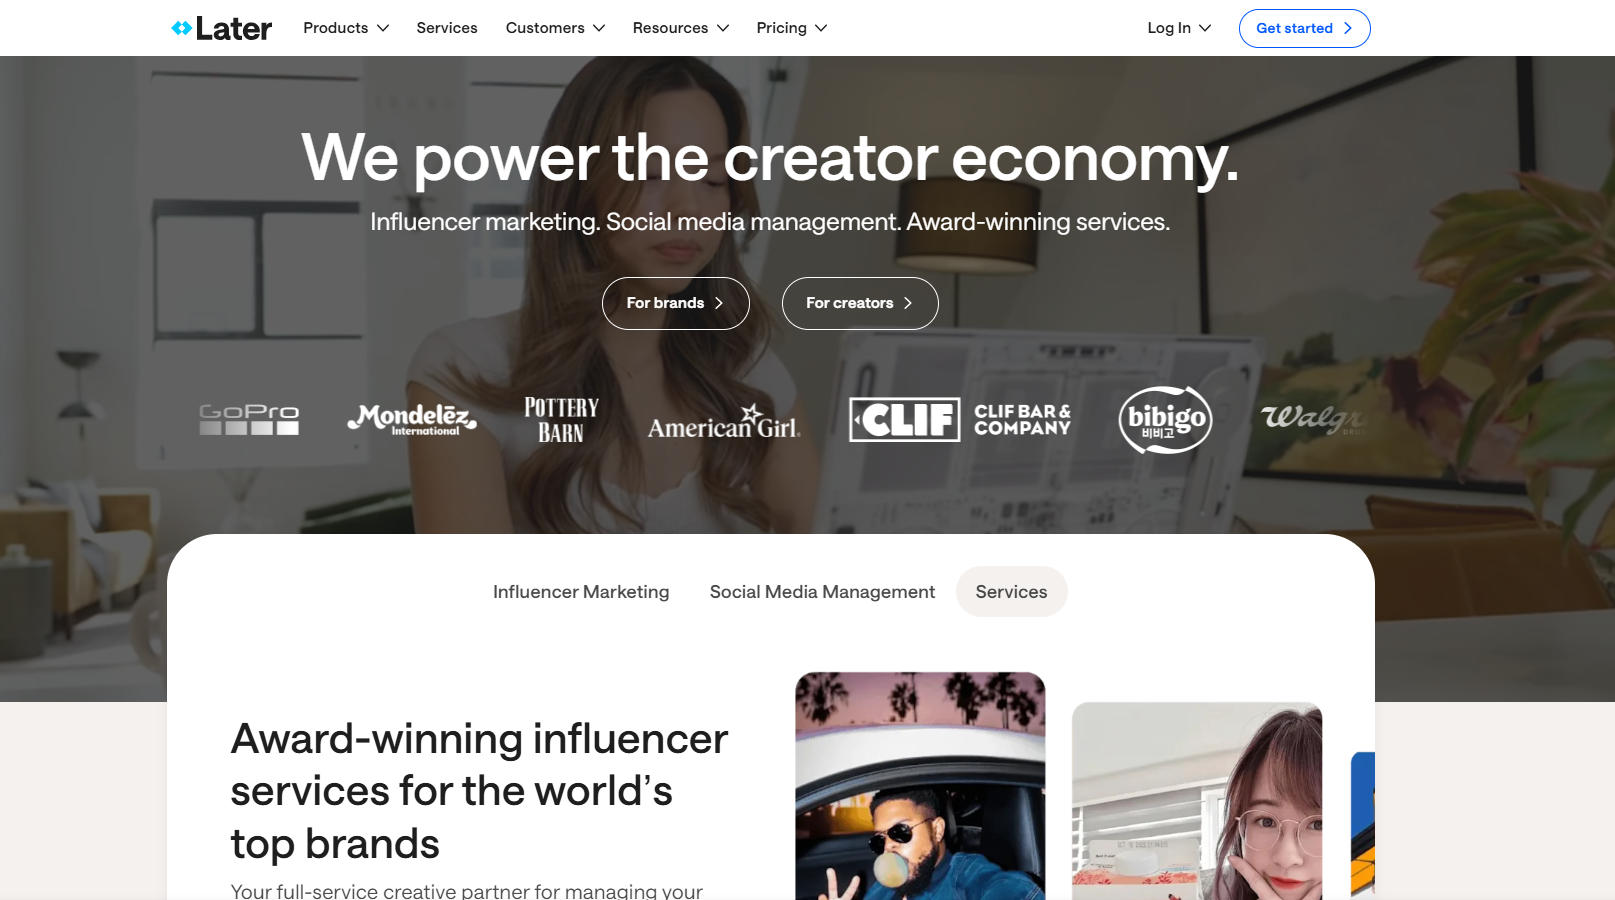 Later
Products
Services
Customers
Resources
Pricing
Log In
Get started
We power the creator economy.
Influencer marketing. Social media management. Award-winning services.
For brands
For creators
GoPro
Mondelēz
International
POTTERY
BARN
American Girl
CLIF
CLIF BAR &
COMPANY
bibigo
비비고
Influencer Marketing
Social Media Management
Services
Award-winning influencer
services for the world’s
top brands
Your full-service creative partner for managing your